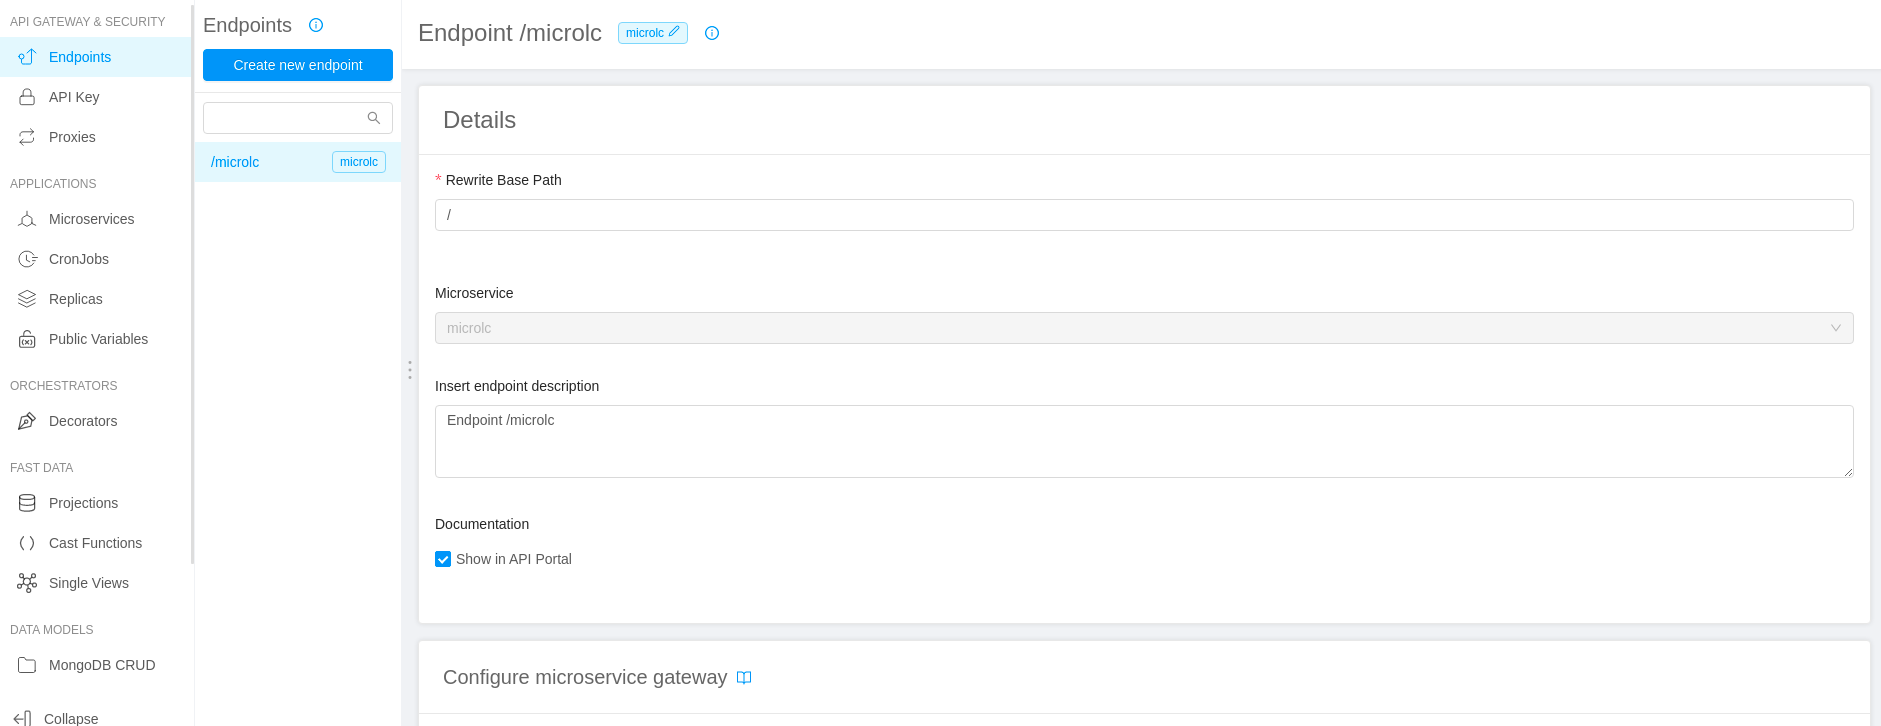 API GATEWAY & SECURITY
Endpoints
API Key
Proxies
APPLICATIONS
Microservices
CronJobs
Replicas
Public Variables
ORCHESTRATORS
Decorators
FAST DATA
Projections
Cast Functions
Single Views
DATA MODELS
MongoDB CRUD
Collapse
Endpoints
Create new endpoint
/microlc microlc
Endpoint /microlc microlc
Details
* Rewrite Base Path
/
Microservice
microlc
Insert endpoint description
Endpoint /microlc
Documentation
Show in API Portal
Configure microservice gateway